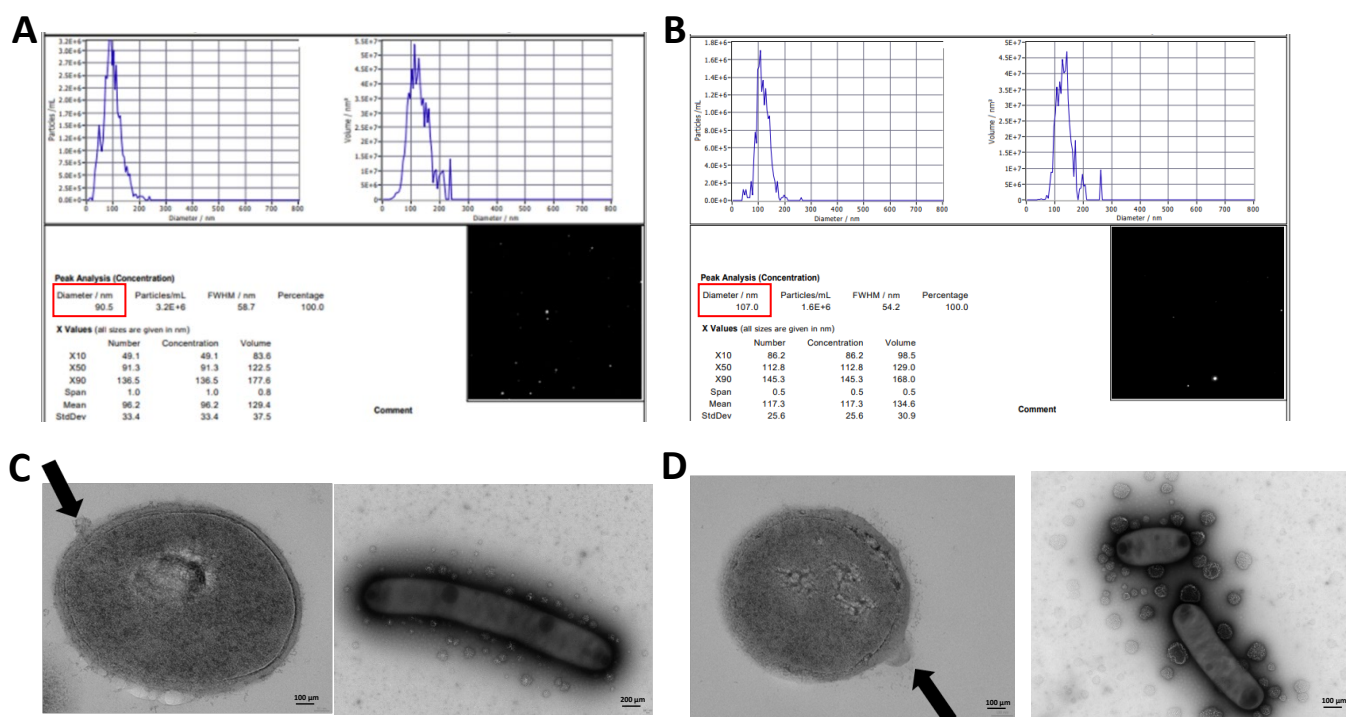 A
3.2E+6
3.0E+6
2.7E+6
2.5E+6
2.2E+6
2.0E+6
1.7E+6
1.5E+6
1.3E+6
1.0E+6
7.5E+5
5.0E+5
2.5E+5
0.0E+0
Particles /mL
0 100 200 300 400 500 600 700 800
Diameter / nm
5.5E+7
5E+7
4.5E+7
4E+7
3.5E+7
3E+7
2.5E+7
2E+7
1.5E+7
1E+7
5E+6
0
Volume / nm³
0 100 200 300 400 500 600 700 800
Diameter / nm
Peak Analysis (Concentration)
Diameter / nm Particles/mL FWHM / nm Percentage
90.5 3.2E+6 58.7 100.0
X Values (all sizes are given in nm)
Number Concentration Volume
X10 49.1 49.1 83.6
X50 91.3 91.3 122.5
X90 136.5 136.5 177.6
Span 1.0 1.0 0.8
Mean 96.2 96.2 129.4
StdDev 33.4 33.4 37.5
Comment
B
1.8E+6
1.6E+6
1.4E+6
1.2E+6
1.0E+6
8.0E+5
6.0E+5
4.0E+5
2.0E+5
0.0E+0
Particles /mL
0 100 200 300 400 500 600 700 800
Diameter / nm
5E+7
4.5E+7
4E+7
3.5E+7
3E+7
2.5E+7
2E+7
1.5E+7
1E+7
5E+6
0
Volume / nm³
0 100 200 300 400 500 600 700 800
Diameter / nm
Peak Analysis (Concentration)
Diameter / nm Particles/mL FWHM / nm Percentage
107.0 1.6E+6 54.2 100.0
X Values (all sizes are given in nm)
Number Concentration Volume
X10 86.2 86.2 98.5
X50 112.8 112.8 129.0
X90 145.3 145.3 168.0
Span 0.5 0.5 0.5
Mean 117.3 117.3 134.6
StdDev 25.6 25.6 30.9
Comment
C
100 µm
200 µm
D
100 µm
100 µm